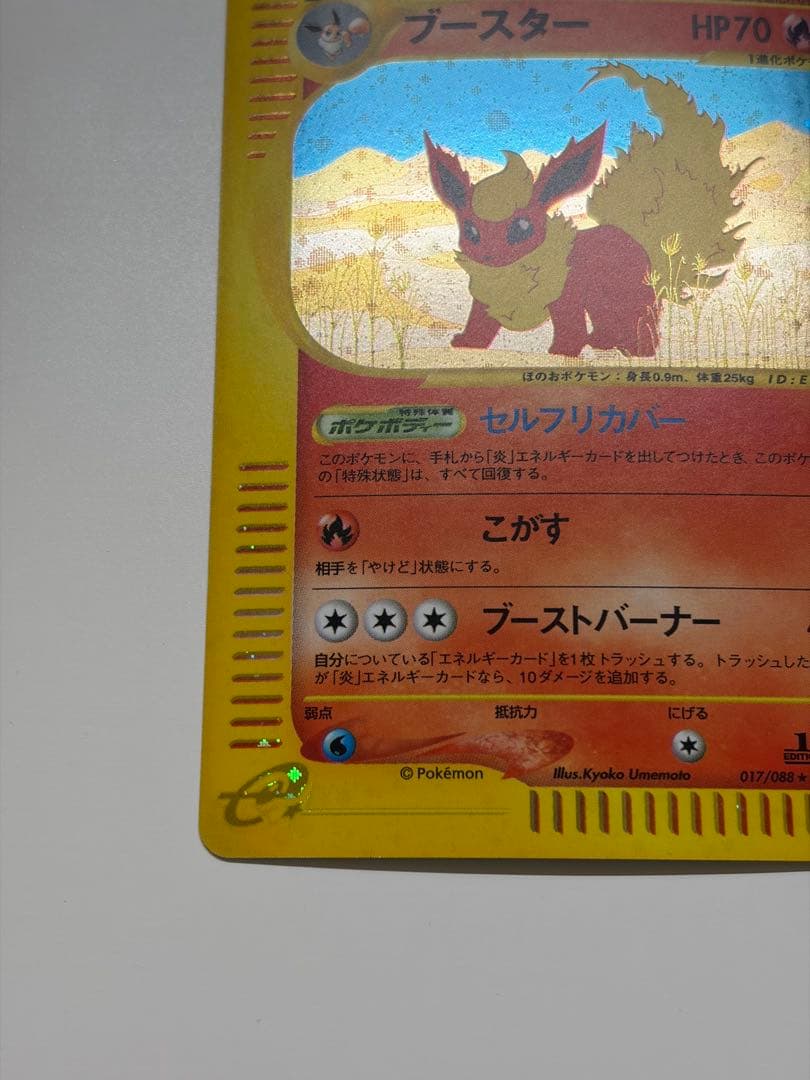 ブースター HP70
1進化ポケ
ほのおポケモン：身長0.9m、体重25kg ID:E
特殊体質
ポケボディー セルフリカバー
このポケモンに、手札から「炎」エネルギーカードを出してつけたとき、このポケ
の「特殊状態」は、すべて回復する。
こがす
相手を「やけど」状態にする。
ブーストバーナー
自分についている「エネルギーカード」を1枚トラッシュする。トラッシュした
が「炎」エネルギーカードなら、10ダメージを追加する。
弱点 抵抗力 にげる
1
EDITION
© Pokémon Illus.Kyoko Umemoto 017/088★
e